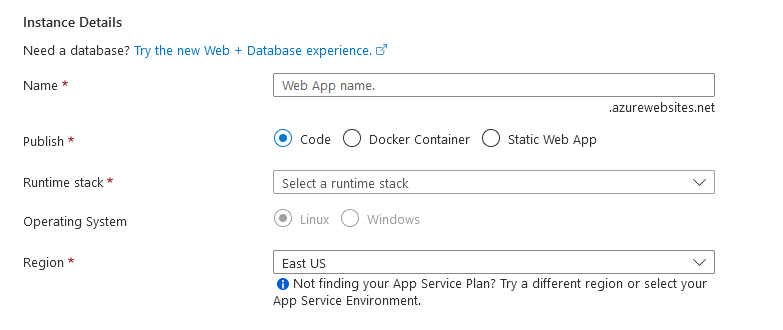 Instance Details
Need a database? Try the new Web + Database experience.
Name *
Web App name.
.azurewebsites.net
Publish *
Code
Docker Container
Static Web App
Runtime stack *
Select a runtime stack
Operating System
Linux
Windows
Region *
East US
Not finding your App Service Plan? Try a different region or select your
App Service Environment.